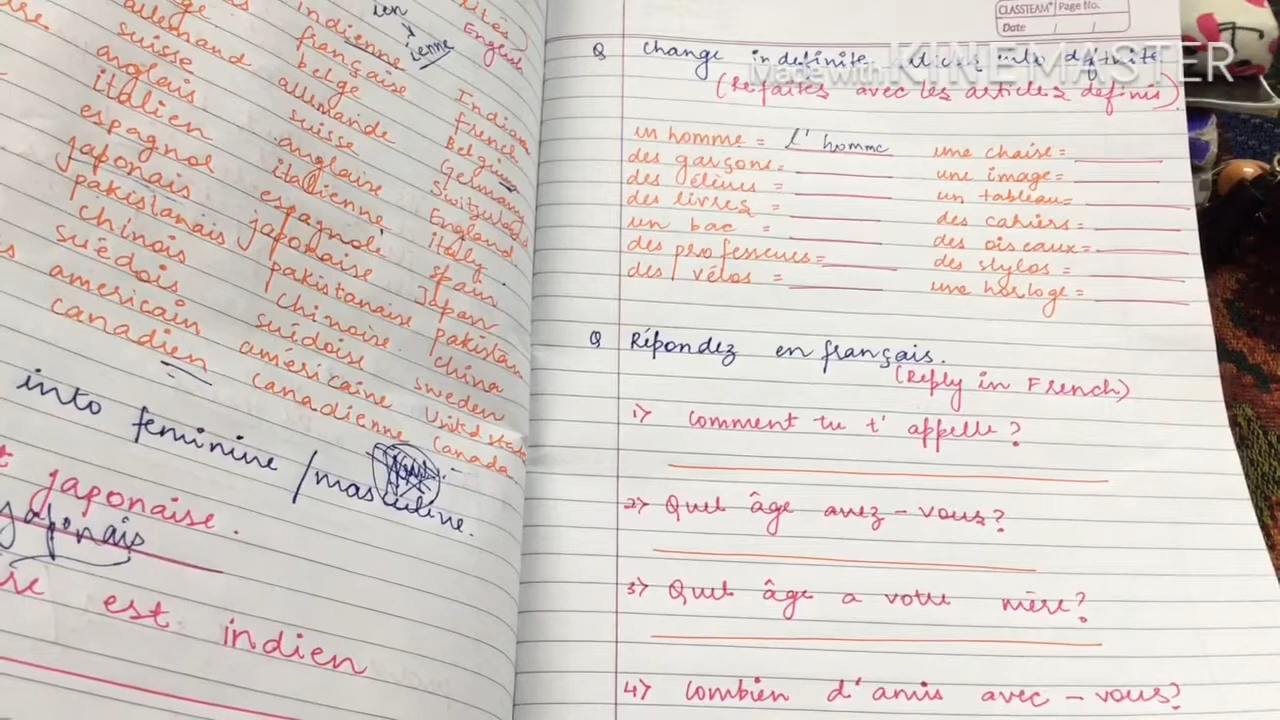 ien
ienne
English
indienne
allemand française Indian
suisse belge French
anglais allemande Belgium
italien suisse Germany
espagnol anglaise Switzerland
japonais italienne England
pakistanais espagnole Italy
chinois japonaise Spain
suédois pakistanaise Japan
americain chinoise Pakistan
canadien suédoise China
américaine Sweden
canadienne United State
Canada
into feminine / masculine.
japonaise.
japonais
est indien
CLASSTEAM Page No.
Date / /
Made with KINEMASTER
Q Change indefinite articles into definite.
(Refaites avec les articles definis).
un homme = l'homme
des garçons=
des élèves =
des livres =
un bac =
des professeurs=
des vélos =
une chaise=
une image=
un tableau=
des cahiers=
des oiseaux=
des stylos =
une horloge=
Q Répondez en français.
(Reply in French)
1) Comment tu t'appelle?
2) Quel âge avez-vous?
3) Quel âge a votre mère?
4) Combien d'amis avec-vous?